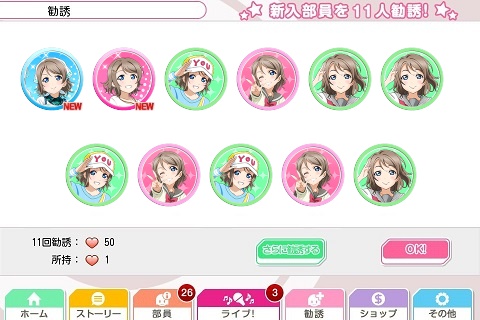 勧誘
新入部員を11人勧誘!
YOU
NEW
NEW
YOU
YOU
11回勧誘： 50
所持： 1
さらに勧誘する
OK!
26
3
ホーム
ストーリー
部員
ライブ!
勧誘
ショップ
その他